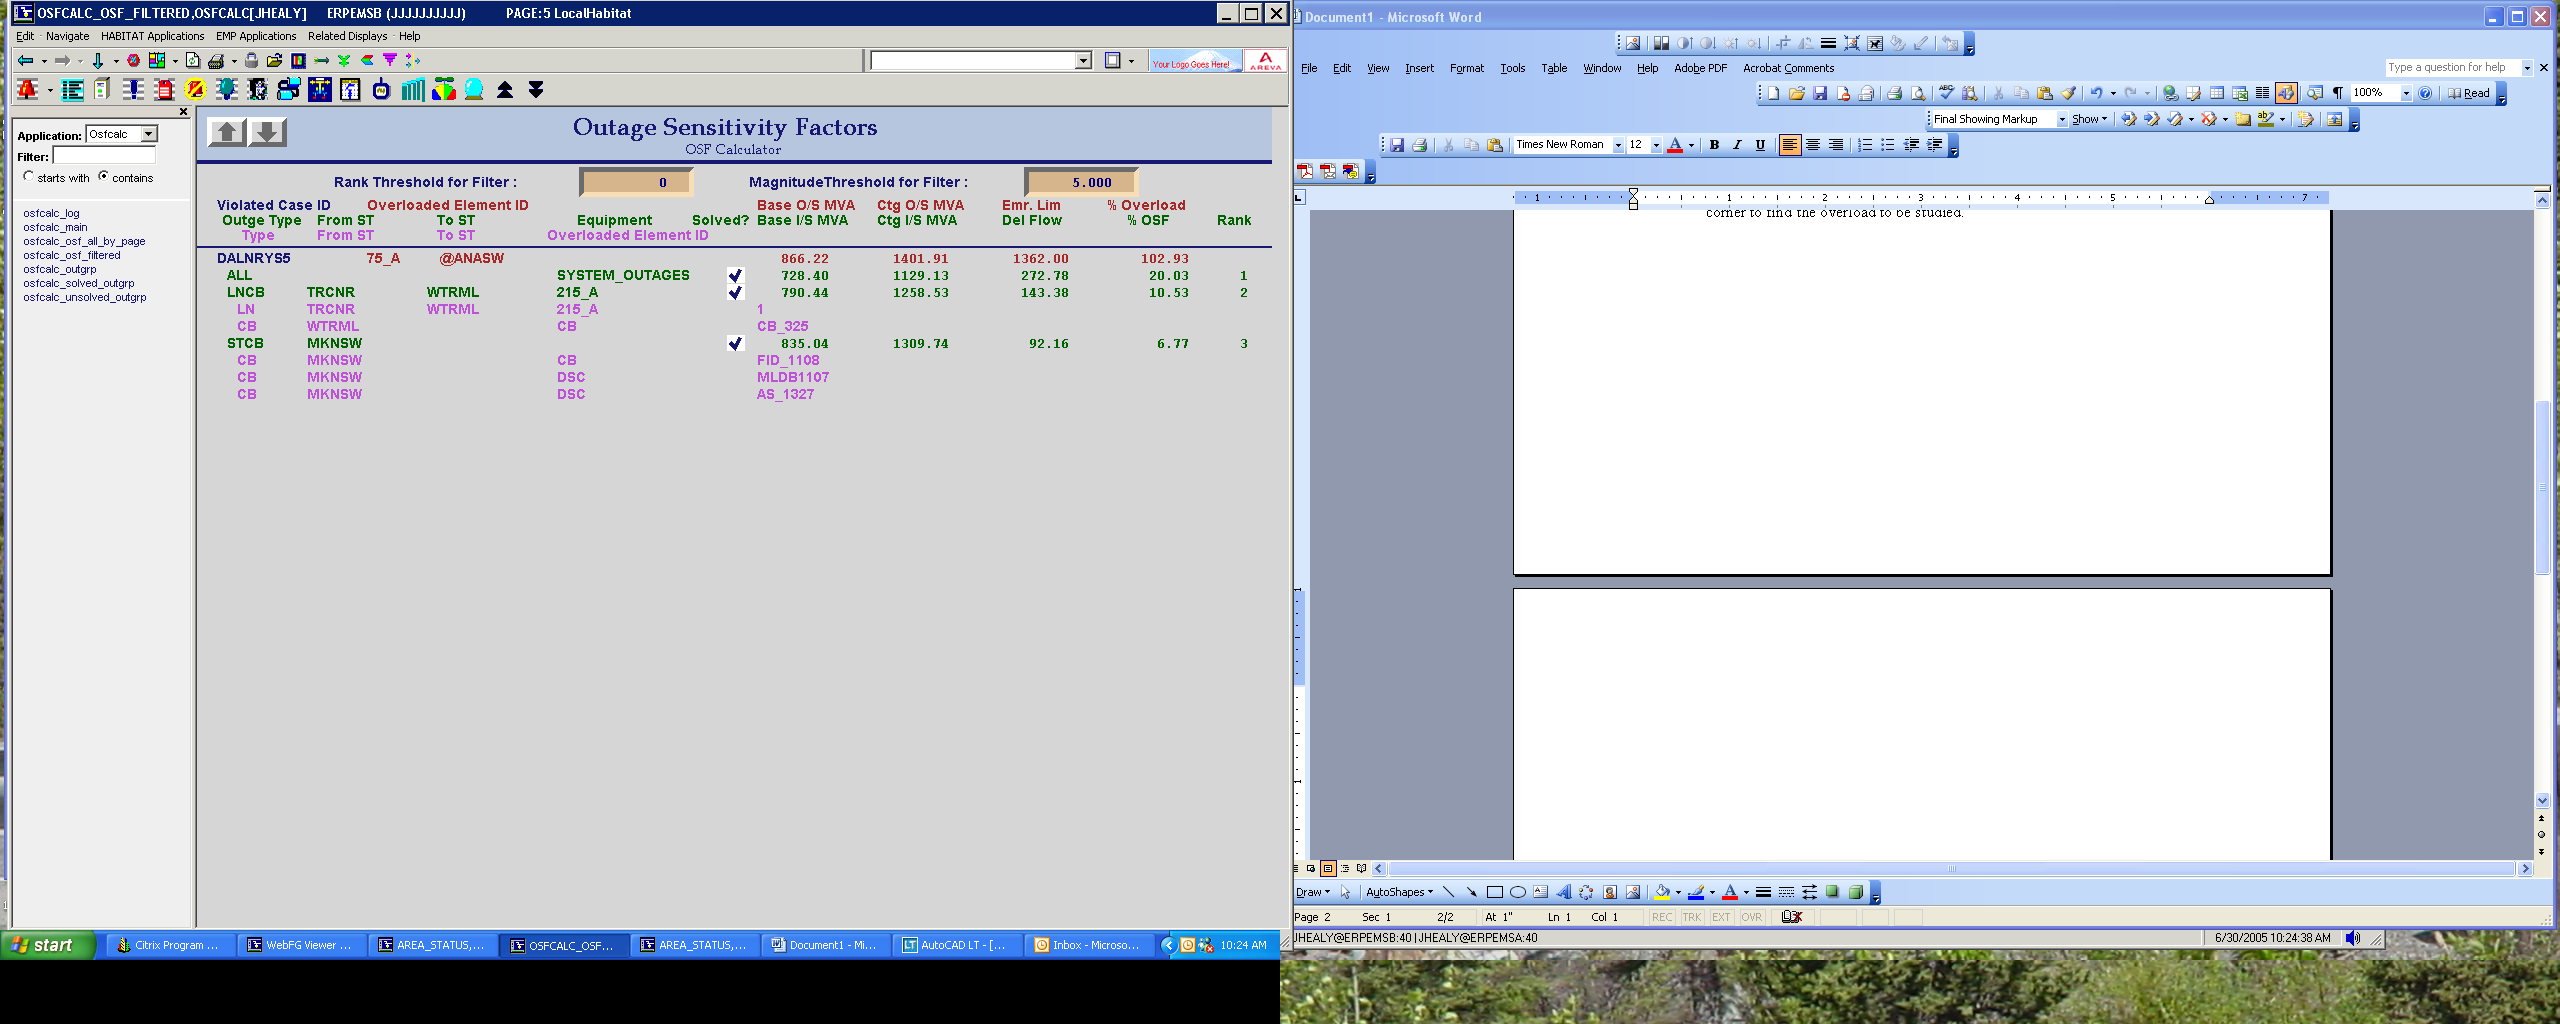 OSFCALC_OSF_FILTERED,OSFCALC[JHEALY] ERPEMSB (JJJJJJJJJJ) PAGE:5 LocalHabitat
Edit Navigate HABITAT Applications EMP Applications Related Displays Help
Your Logo Goes Here!
AREVA
Application: Osfcalc
Filter:
starts with contains
osfcalc_log
osfcalc_main
osfcalc_osf_all_by_page
osfcalc_osf_filtered
osfcalc_outgrp
osfcalc_solved_outgrp
osfcalc_unsolved_outgrp
Outage Sensitivity Factors
OSF Calculator
Rank Threshold for Filter : 0 MagnitudeThreshold for Filter : 5.000
Violated Case ID Overloaded Element ID Base O/S MVA Ctg O/S MVA Emr. Lim % Overload
Outge Type From ST To ST Equipment Solved? Base I/S MVA Ctg I/S MVA Del Flow % OSF Rank
Type From ST To ST Overloaded Element ID
DALNRYS5 75_A @ANASW 866.22 1401.91 1362.00 102.93
ALL SYSTEM_OUTAGES 728.40 1129.13 272.78 20.03 1
LNCB TRCNR WTRML 215_A 790.44 1258.53 143.38 10.53 2
LN TRCNR WTRML 215_A 1
CB WTRML CB CB_325
STCB MKNSW 835.04 1309.74 92.16 6.77 3
CB MKNSW CB FID_1108
CB MKNSW DSC MLDB1107
CB MKNSW DSC AS_1327
start Citrix Program ... WebFG Viewer ... AREA_STATUS,... OSFCALC_OSF... AREA_STATUS,... Document1 - Mi... AutoCAD LT - [... Inbox - Microso... 10:24 AM
Document1 - Microsoft Word
File Edit View Insert Format Tools Table Window Help Adobe PDF Acrobat Comments
Type a question for help
100% Read
Final Showing Markup Show
Times New Roman 12 B I U
1 1 2 3 4 5 7
corner to find the overload to be studied.
Draw AutoShapes
Page 2 Sec 1 2/2 At 1" Ln 1 Col 1 REC TRK EXT OVR
JHEALY@ERPEMSB:40 | JHEALY@ERPEMSA:40 6/30/2005 10:24:38 AM